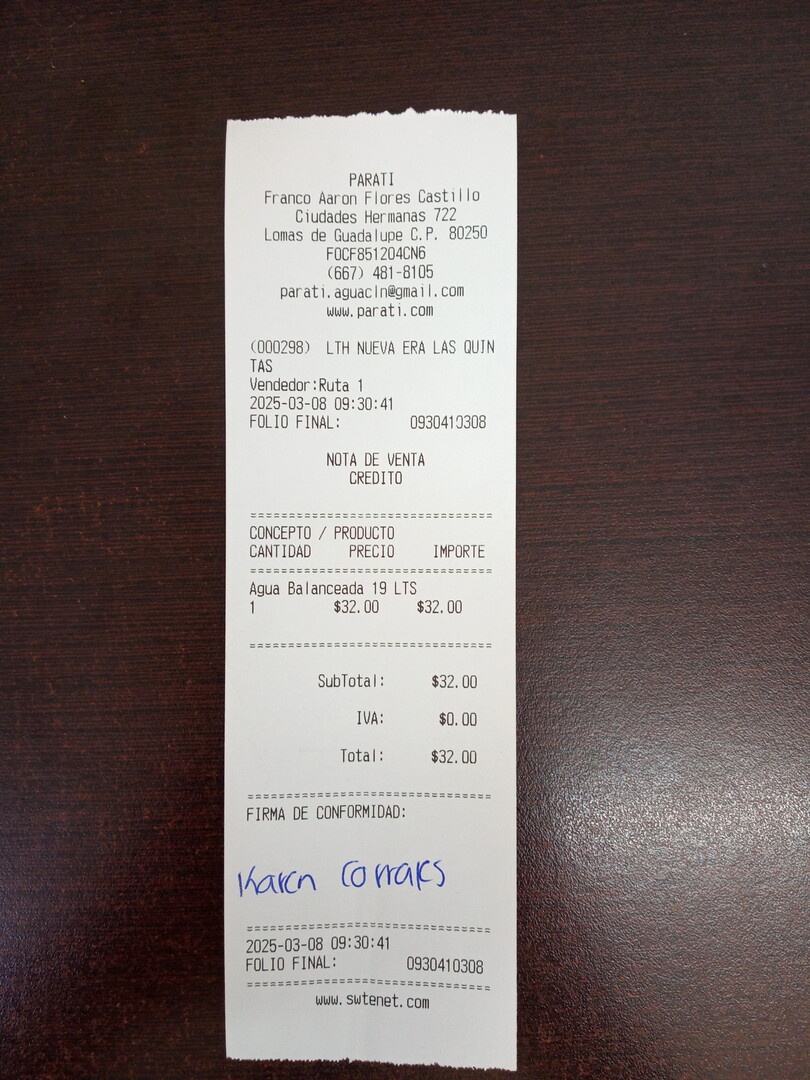 PARATI
Franco Aaron Flores Castillo
Ciudades Hermanas 722
Lomas de Guadalupe C.P. 80250
FOCF851204CN6
(667) 481-8105
parati.aguacln@gmail.com
www.parati.com
(000298) LTH NUEVA ERA LAS QUIN
TAS
Vendedor:Ruta 1
2025-03-08 09:30:41
FOLIO FINAL: 0930410308
NOTA DE VENTA
CREDITO
================================
CONCEPTO / PRODUCTO
CANTIDAD PRECIO IMPORTE
================================
Agua Balanceada 19 LTS
1 $32.00 $32.00
================================
SubTotal: $32.00
IVA: $0.00
Total: $32.00
================================
FIRMA DE CONFORMIDAD:
Karen Corrales
================================
2025-03-08 09:30:41
FOLIO FINAL: 0930410308
================================
www.swtenet.com